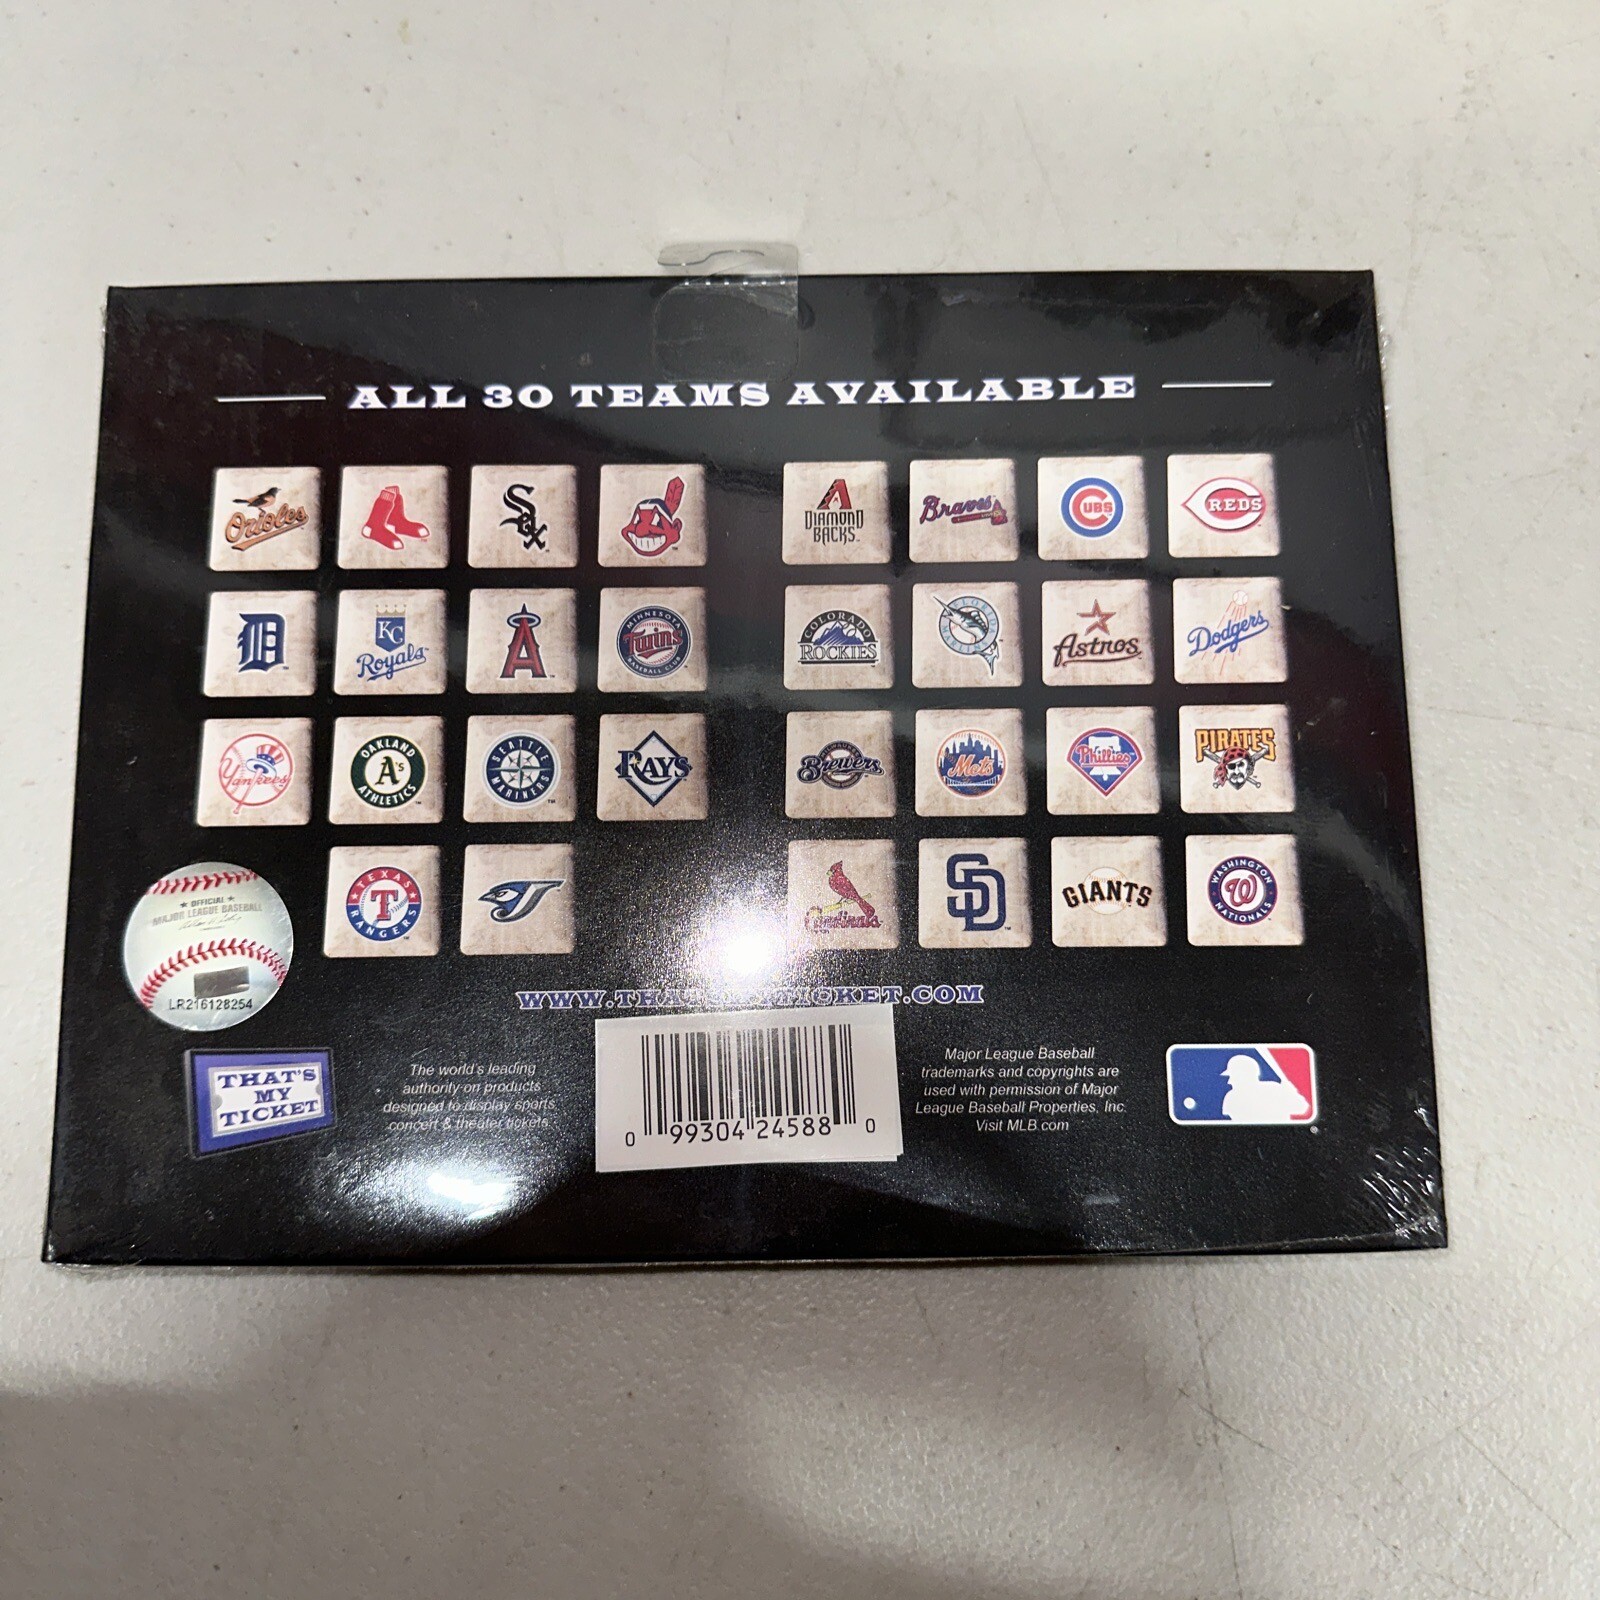 ALL 30 TEAMS AVAILABLE
Orioles
Sox
DIAMOND
BACKS
Braves
CUBS
REDS
D
KC
Royals
A
MINNESOTA
Twins
BASEBALL CLUB
COLORADO
ROCKIES
Astros
Dodgers
Yankees
OAKLAND
A's
ATHLETICS
SEATTLE
MARINERS
RAYS
Brewers
Mets
Phillies
PIRATES
TEXAS
T
RANGERS
J
Cardinals
SD
GIANTS
WASHINGTON
W
NATIONALS
OFFICIAL
MAJOR LEAGUE BASEBALL
LR216128254
THAT'S
MY
TICKET
The world's leading
authority on products
designed to display sports
concert & theater tickets
0 99304 24588 0
Major League Baseball
trademarks and copyrights are
used with permission of Major
League Baseball Properties, Inc.
Visit MLB.com